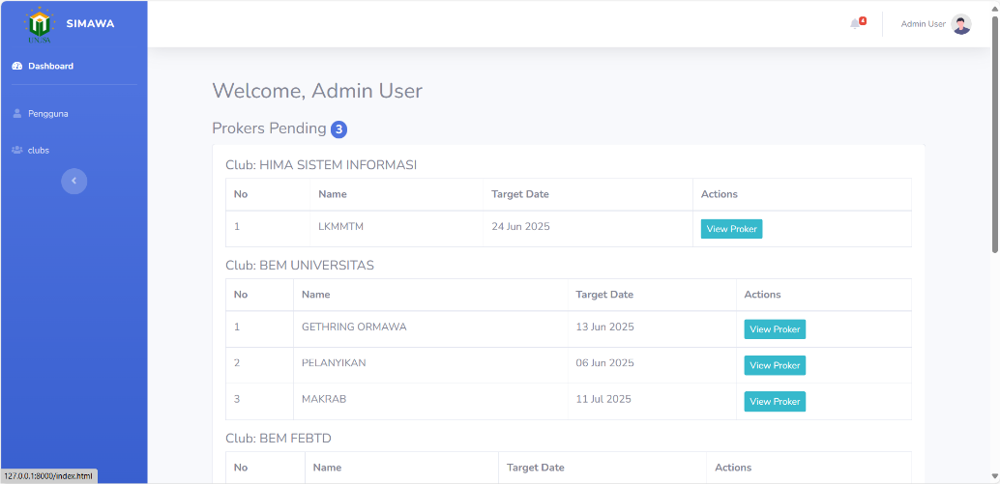 UNUSA
SIMAWA
4
Admin User
Dashboard
Pengguna
clubs
Welcome, Admin User
Prokers Pending 3
Club: HIMA SISTEM INFORMASI
No Name Target Date Actions
1 LKMMTM 24 Jun 2025 View Proker
Club: BEM UNIVERSITAS
No Name Target Date Actions
1 GETHRING ORMAWA 13 Jun 2025 View Proker
2 PELANYIKAN 06 Jun 2025 View Proker
3 MAKRAB 11 Jul 2025 View Proker
Club: BEM FEBTD
No Name Target Date Actions
127.0.0.1:8000/index.html